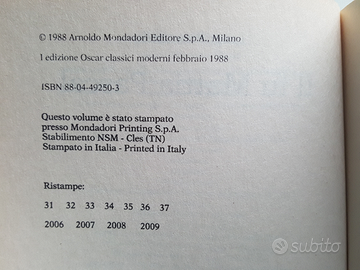 © 1988 Arnoldo Mondadori Editore S.p.A., Milano
I edizione Oscar classici moderni febbraio 1988
ISBN 88-04-49250-3
Questo volume è stato stampato
presso Mondadori Printing S.p.A.
Stabilimento NSM - Cles (TN)
Stampato in Italia - Printed in Italy
Ristampe:
31 32 33 34 35 36 37
2006 2007 2008 2009
subito